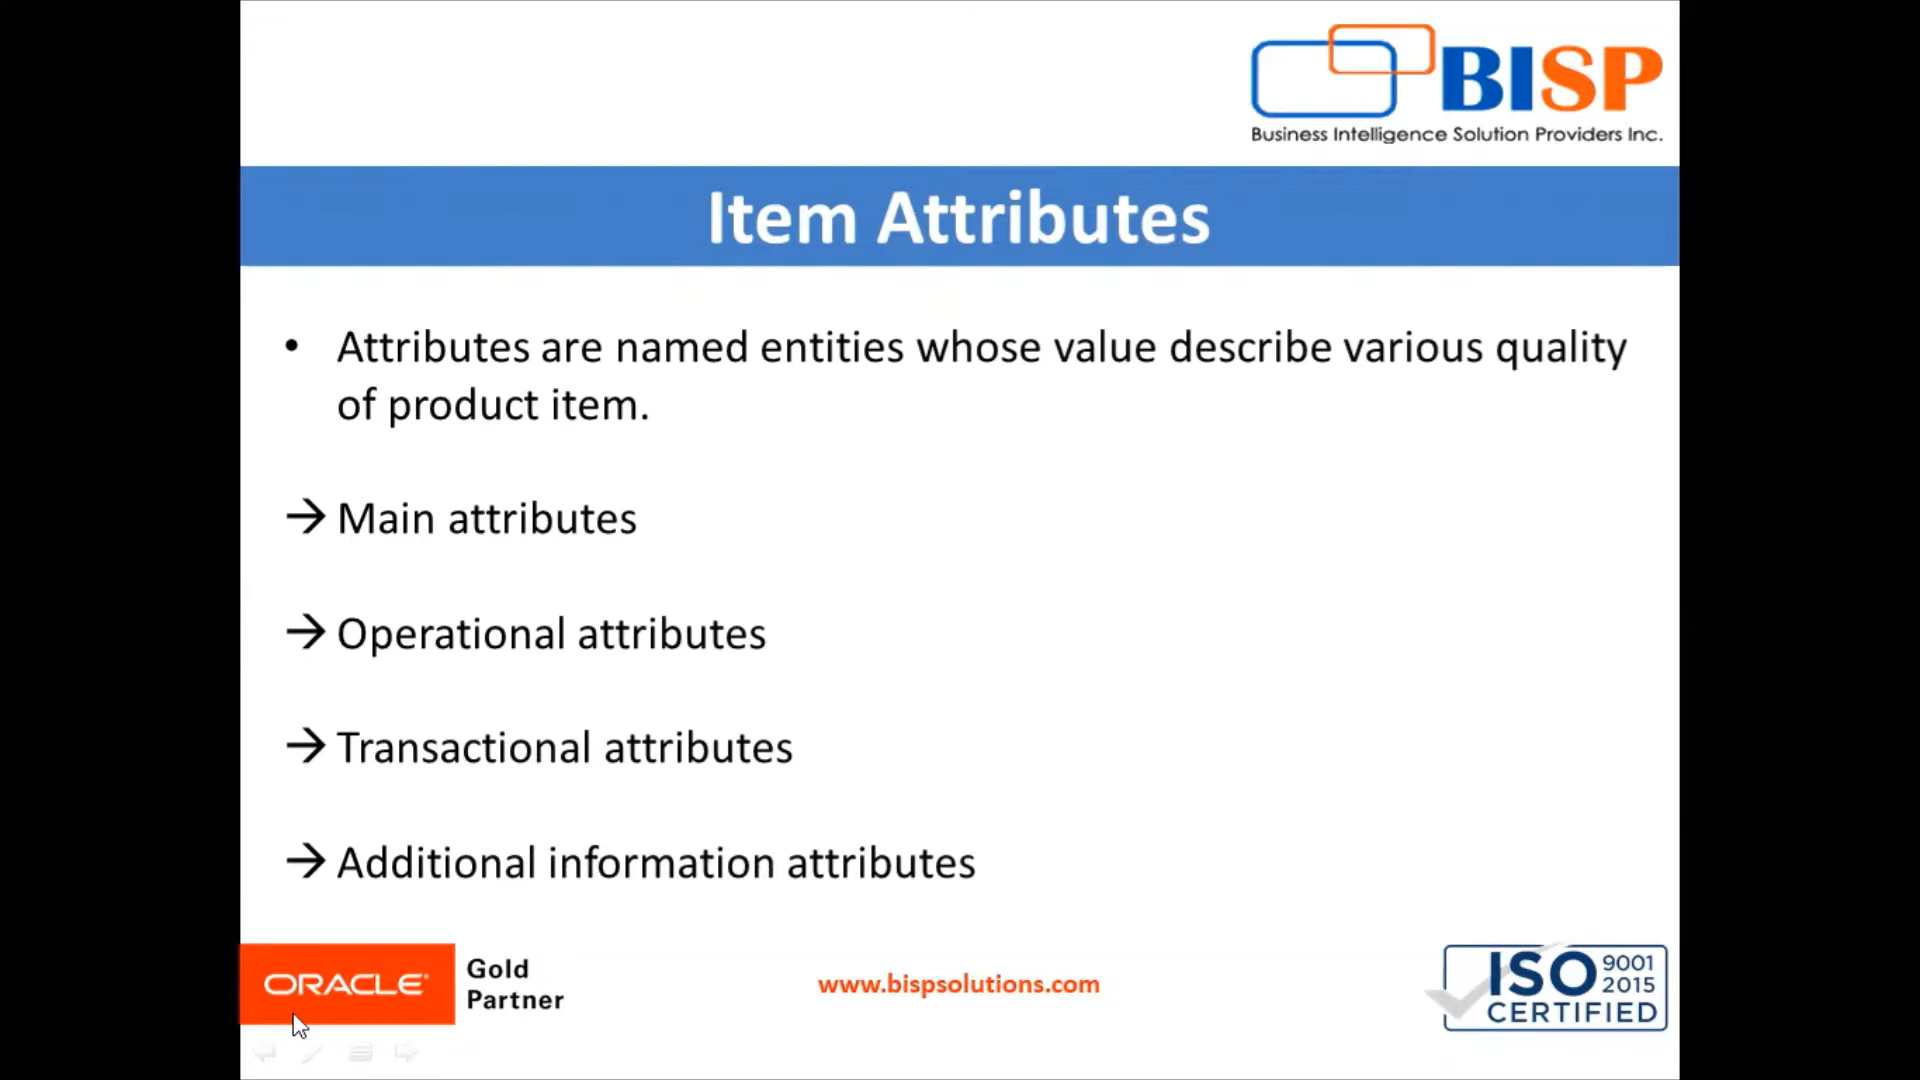 BISP
Business Intelligence Solution Providers Inc.
Item Attributes
• Attributes are named entities whose value describe various quality
of product item.
→ Main attributes
→ Operational attributes
→ Transactional attributes
→ Additional information attributes
ORACLE®
Gold
Partner
www.bispsolutions.com
ISO 9001
2015
CERTIFIED